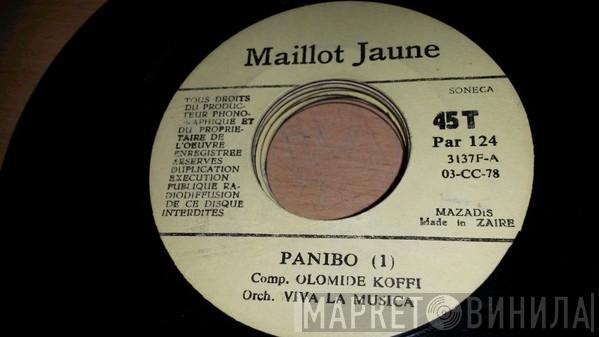 Maillot Jaune
TOUS DROITS
DU PRODUC-
TEUR PHONO-
GRAPHIQUE ET
DU PROPRIE-
TAIRE DE
L'OEUVRE
ENREGISTREE
RESERVES
DUPLICATION
EXECUTION
PUBLIQUE RA-
DIODIFFUSION
DE CE DISQUE
INTERDITES
SONECA
45 T
Par 124
3137F-A
03-CC-78
MAZADIS
Made in ZAIRE
PANIBO (1)
Comp. OLOMIDE KOFFI
Orch. VIVA LA MUSICA
МАРКЕТ ВИНИЛА